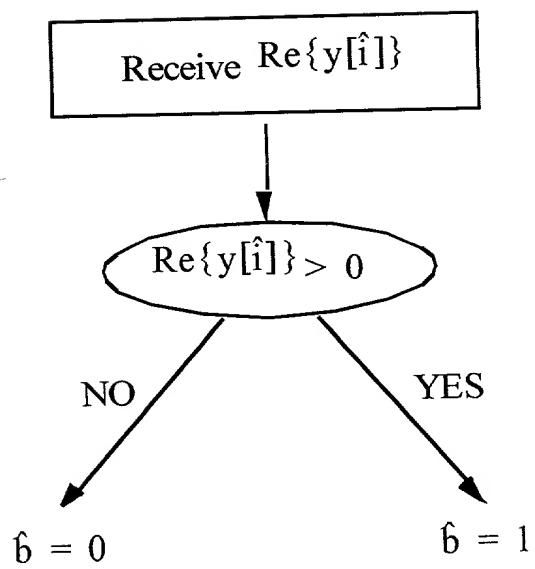 Receive Re{y[î]}
Re{y[î]} > 0
NO
YES
b̂ = 0
b̂ = 1